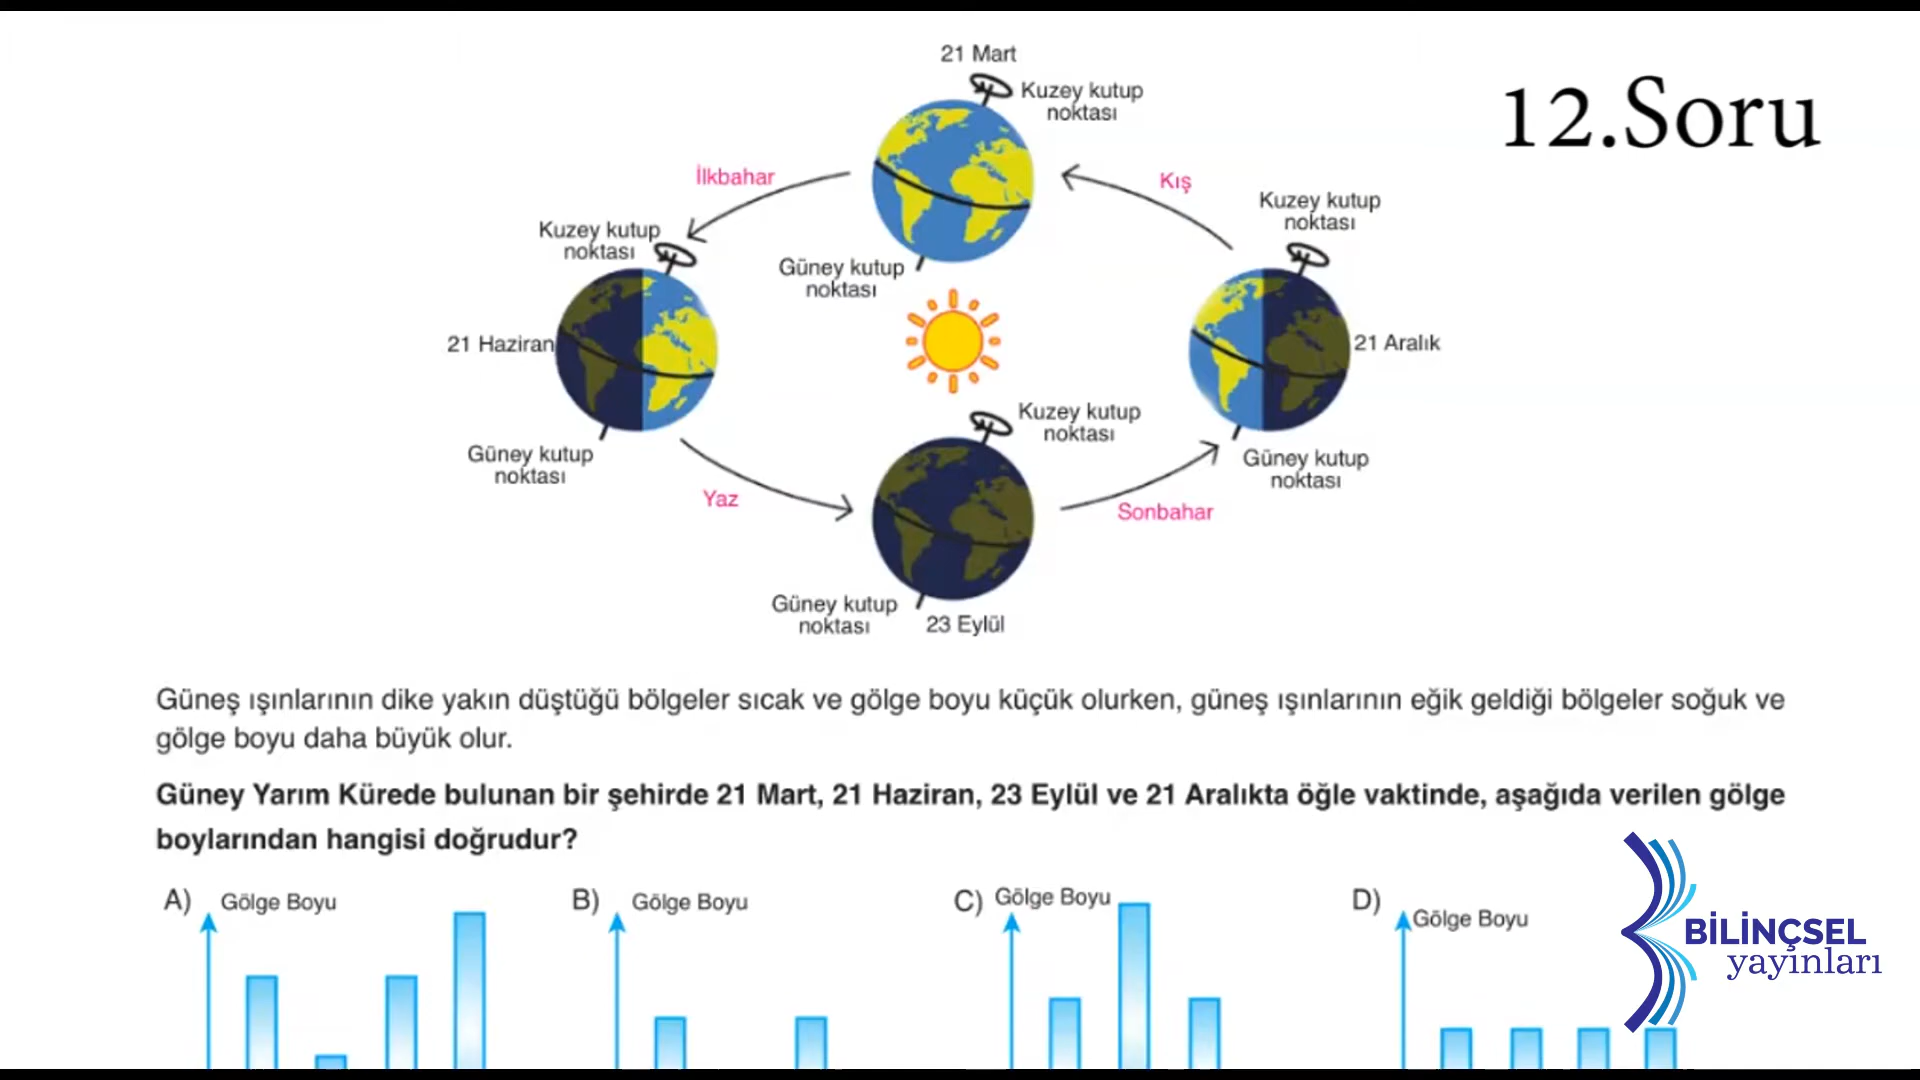 21 Mart
Kuzey kutup
noktası
12.Soru
İlkbahar
Kış
Kuzey kutup
noktası
Kuzey kutup
noktası
Güney kutup
noktası
21 Haziran
21 Aralık
Kuzey kutup
noktası
Güney kutup
noktası
Güney kutup
noktası
Yaz
Sonbahar
Güney kutup
noktası
23 Eylül
Güneş ışınlarının dike yakın düştüğü bölgeler sıcak ve gölge boyu küçük olurken, güneş ışınlarının eğik geldiği bölgeler soğuk ve
gölge boyu daha büyük olur.
Güney Yarım Kürede bulunan bir şehirde 21 Mart, 21 Haziran, 23 Eylül ve 21 Aralıkta öğle vaktinde, aşağıda verilen gölge
boylarından hangisi doğrudur?
A) Gölge Boyu
B) Gölge Boyu
C) Gölge Boyu
D) Gölge Boyu
BİLİNÇSEL
yayınları